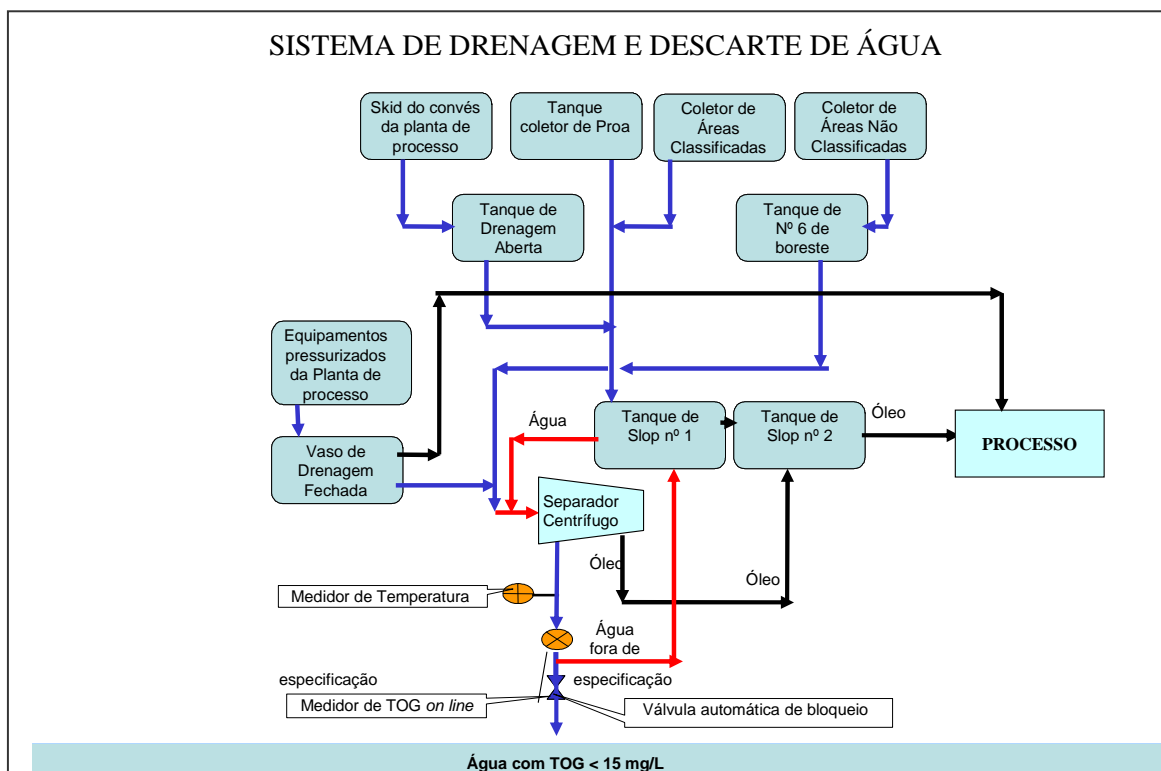 SISTEMA DE DRENAGEM E DESCARTE DE ÁGUA
Skid do convés
da planta de
processo
Tanque
coletor de Proa
Coletor de
Áreas
Classificadas
Coletor de
Áreas Não
Classificadas
Tanque de
Drenagem
Aberta
Tanque de
Nº 6 de
boreste
Equipamentos
pressurizados
da Planta de
processo
Água
Tanque de
Slop nº 1
Tanque de
Slop nº 2
Óleo
PROCESSO
Vaso de
Drenagem
Fechada
Separador
Centrífugo
Óleo
Óleo
Medidor de Temperatura
Água
fora de
especificação
especificação
Medidor de TOG on line
Válvula automática de bloqueio
Água com TOG < 15 mg/L